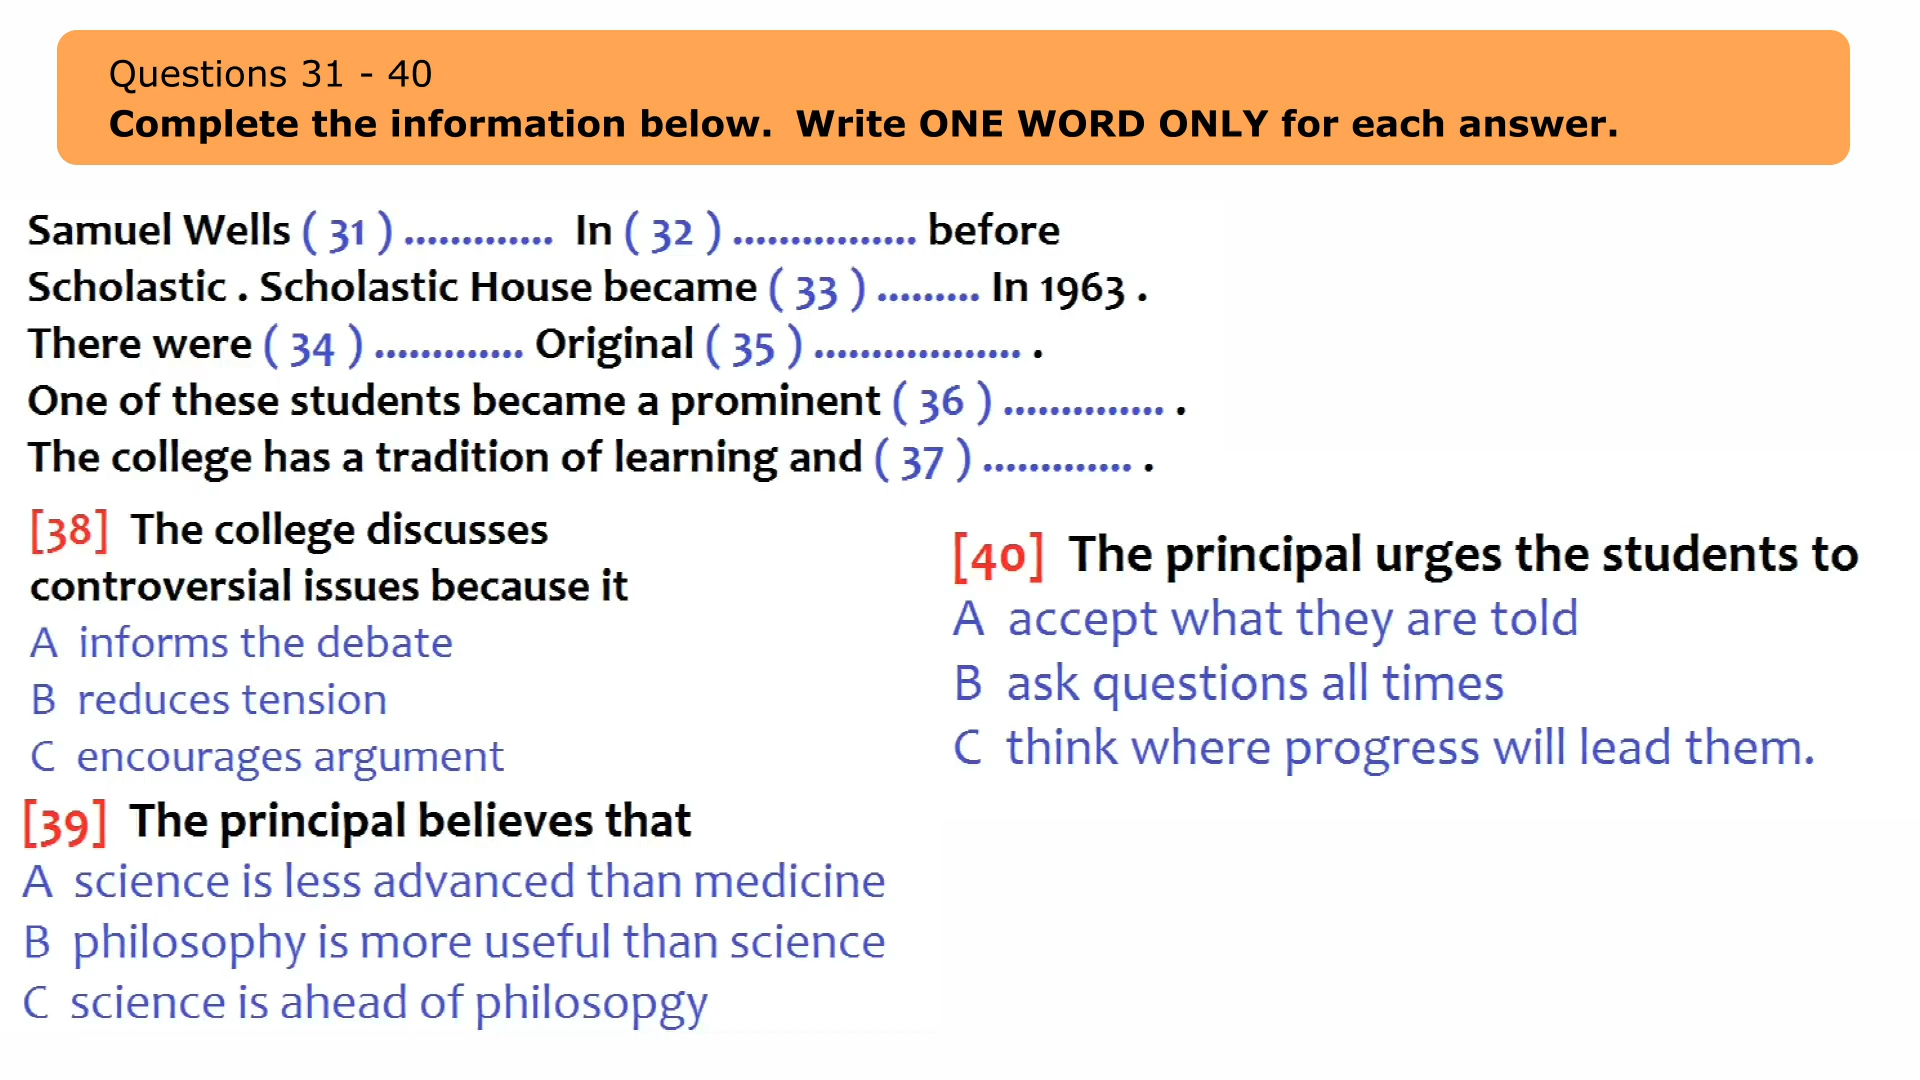 Questions 31 - 40
Complete the information below. Write ONE WORD ONLY for each answer.
Samuel Wells ( 31 ) ............. In ( 32 ) ................ before
Scholastic . Scholastic House became ( 33 ) ......... In 1963 .
There were ( 34 ) ............. Original ( 35 ) .................. .
One of these students became a prominent ( 36 ) .............. .
The college has a tradition of learning and ( 37 ) ............. .
[38] The college discusses
controversial issues because it
A informs the debate
B reduces tension
C encourages argument
[39] The principal believes that
A science is less advanced than medicine
B philosophy is more useful than science
C science is ahead of philosopgy
[40] The principal urges the students to
A accept what they are told
B ask questions all times
C think where progress will lead them.